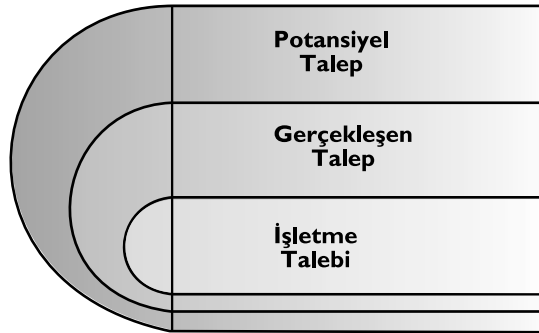 Potansiyel
Talep
Gerçekleşen
Talep
İşletme
Talebi